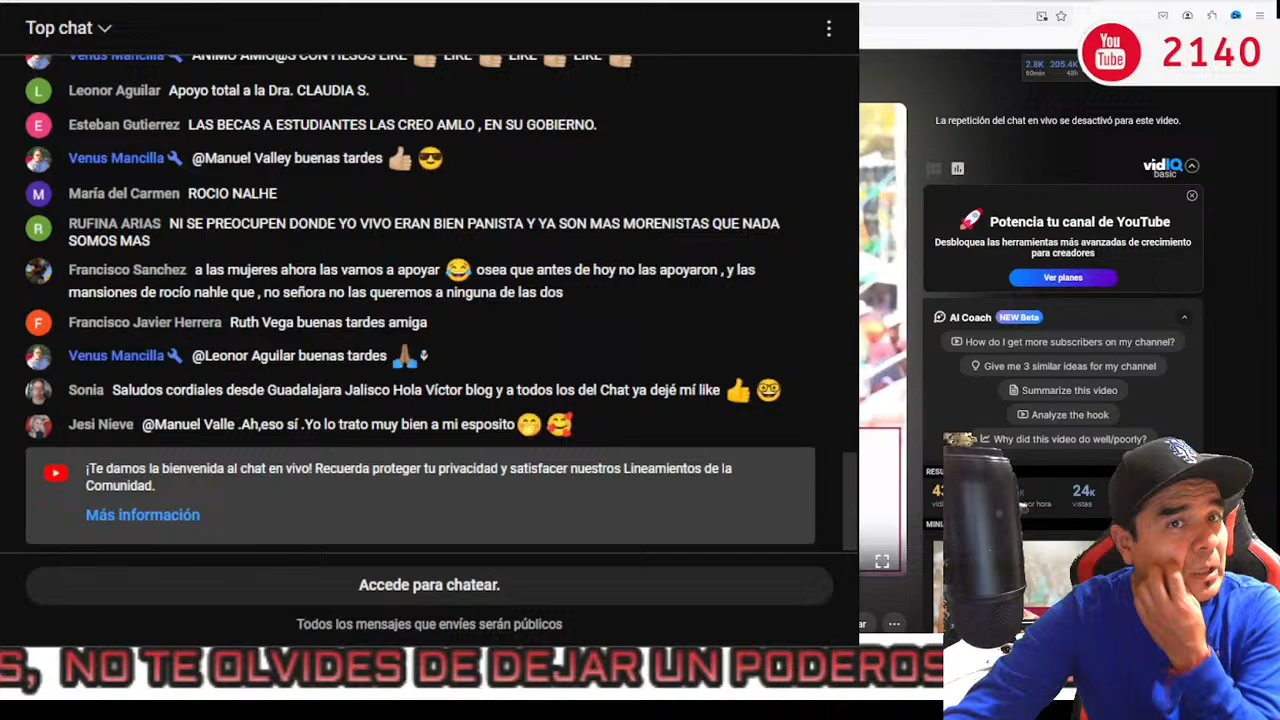 Top chat
Venus Mancilla ANIMO AMIG@S CON ESOS LIKE LIKE LIKE LIKE
L Leonor Aguilar Apoyo total a la Dra. CLAUDIA S.
E Esteban Gutierrez LAS BECAS A ESTUDIANTES LAS CREO AMLO , EN SU GOBIERNO.
Venus Mancilla @Manuel Valley buenas tardes
M María del Carmen ROCIO NALHE
R RUFINA ARIAS NI SE PREOCUPEN DONDE YO VIVO ERAN BIEN PANISTA Y YA SON MAS MORENISTAS QUE NADA
SOMOS MAS
Francisco Sanchez a las mujeres ahora las vamos a apoyar osea que antes de hoy no las apoyaron , y las
mansiones de rocío nahle que , no señora no las queremos a ninguna de las dos
F Francisco Javier Herrera Ruth Vega buenas tardes amiga
Venus Mancilla @Leonor Aguilar buenas tardes
Sonia Saludos cordiales desde Guadalajara Jalisco Hola Víctor blog y a todos los del Chat ya dejé mí like
Jesi Nieve @Manuel Valle .Ah,eso sí .Yo lo trato muy bien a mi esposito
¡Te damos la bienvenida al chat en vivo! Recuerda proteger tu privacidad y satisfacer nuestros Lineamientos de la
Comunidad.
Más información
Accede para chatear.
Todos los mensajes que envíes serán públicos
You
Tube
2140
2.8K 205.4K
60min 48h
La repetición del chat en vivo se desactivó para este video.
vidIQ
basic
Potencia tu canal de YouTube
Desbloquea las herramientas más avanzadas de crecimiento
para creadores
Ver planes
AI Coach NEW Beta
How do I get more subscribers on my channel?
Give me 3 similar ideas for my channel
Summarize this video
Analyze the hook
Why did this video do well/poorly?
24K
por hora vistas
S, NO TE OLVIDES DE DEJAR UN PODEROS